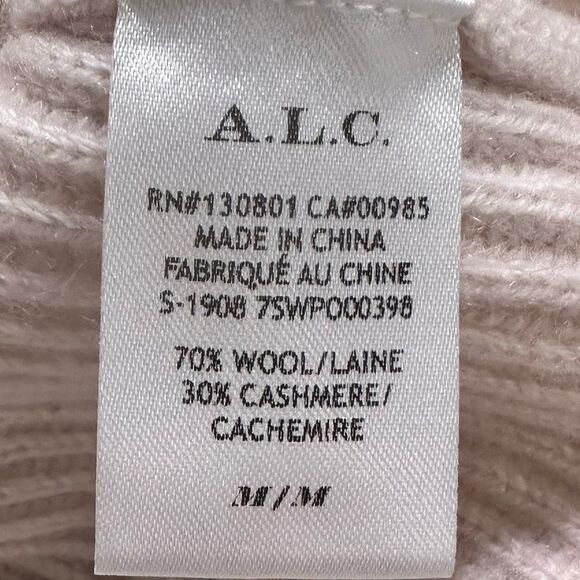 A.L.C.
RN#130801 CA#00985
MADE IN CHINA
FABRIQUÉ AU CHINE
S-1908 7SWP000398
70% WOOL/LAINE
30% CASHMERE/
CACHEMIRE
M/M